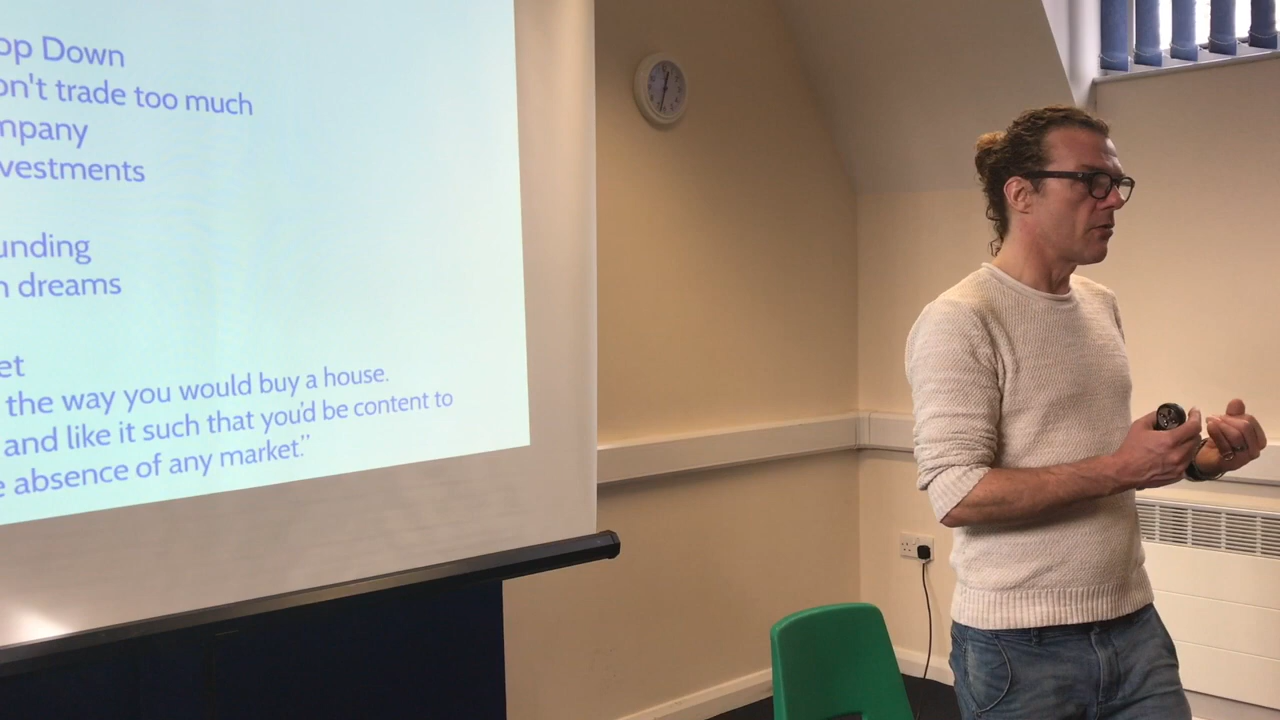 op Down
on't trade too much
mpany
vestments
unding
n dreams
et
the way you would buy a house.
and like it such that you'd be content to
e absence of any market.”